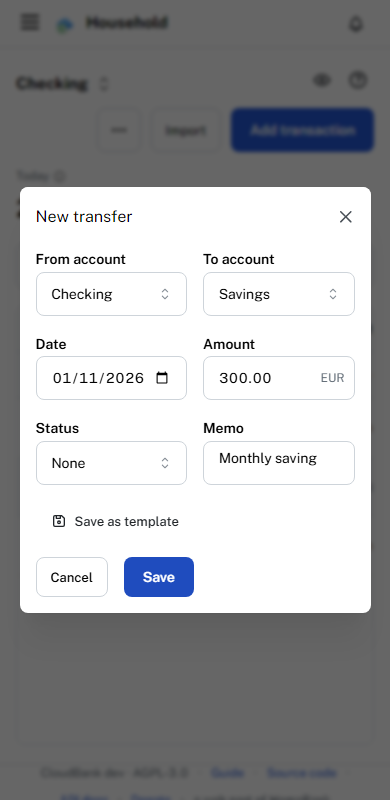 Household
Checking
Import Add transaction
Today
New transfer
From account To account
Checking Savings
Date Amount
01/11/2026 300.00 EUR
Status Memo
None Monthly saving
Save as template
Cancel Save
Guide · Source code